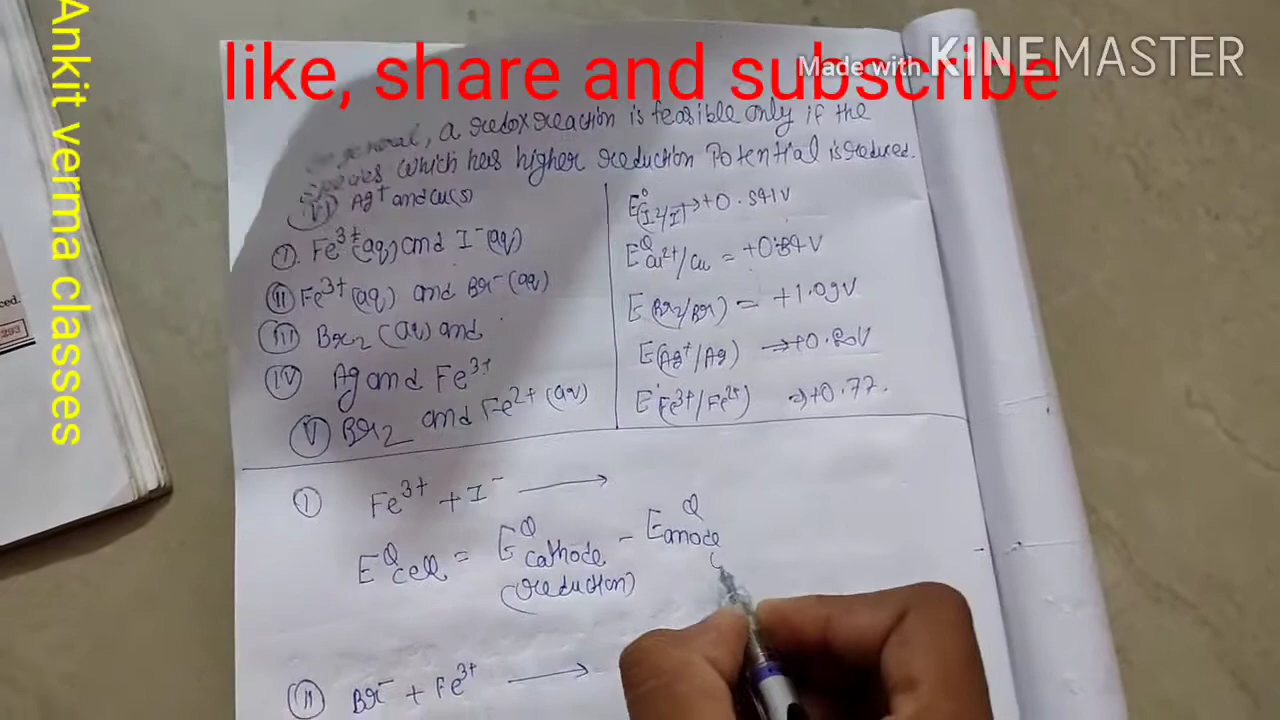 like, share and subscribe
Made with KINEMASTER
Ankit verma classes
general, a redox reaction is feasible only if the
which has higher reduction Potential is reduced.
(VI) Ag+ and Cu(s)
(I). Fe3+(aq) and I-(aq)
(II) Fe3+(aq) and Br-(aq)
(III) Br2 (aq) and
(IV) Ag and Fe3+
(V) Br2 and Fe2+ (aq)
E°(I2/I-) → +0.541V
E°Cu2+/Cu = +0.34V
E(Br2/Br) = +1.09V
E(Ag+/Ag) → +0.80V
E°(Fe3+/Fe2+) ⇒ +0.77.
(I) Fe3+ + I- →
E°cell = E°cathode - E°anode
(reduction) (
(II) Br- + Fe3+ →
ced.
293